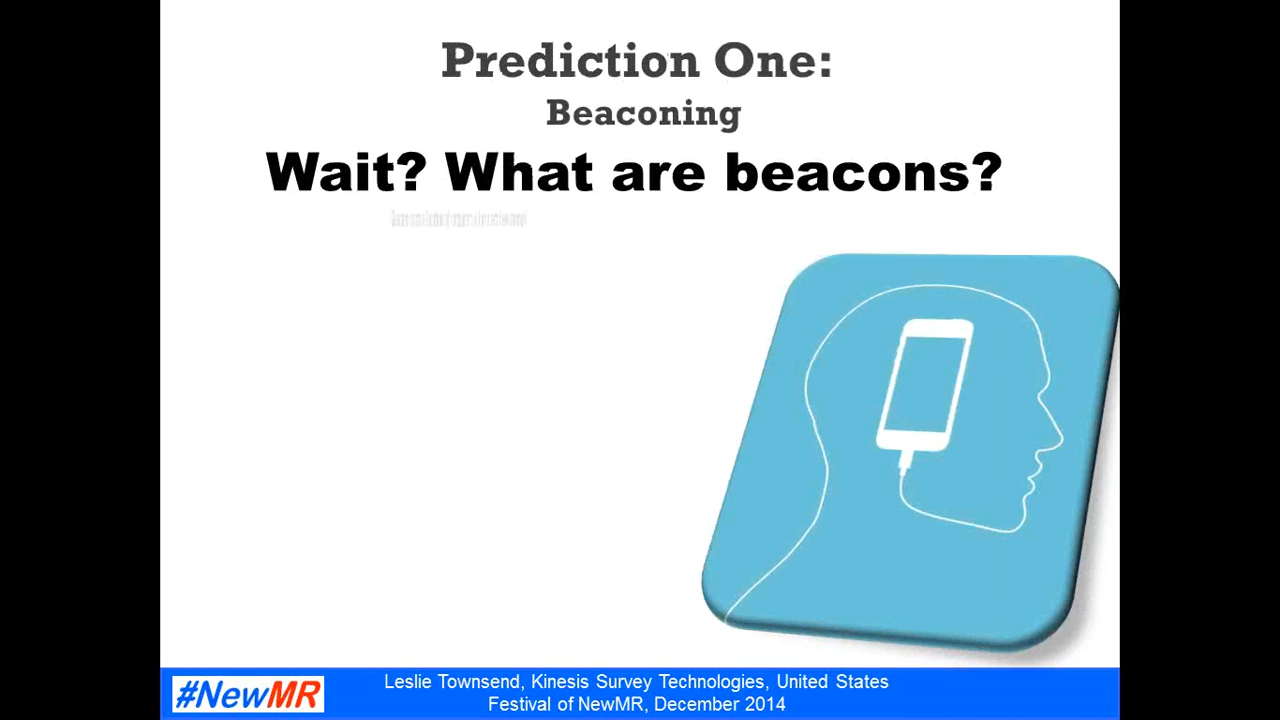 Prediction One:
Beaconing
Wait? What are beacons?
#NewMR
Leslie Townsend, Kinesis Survey Technologies, United States
Festival of NewMR, December 2014